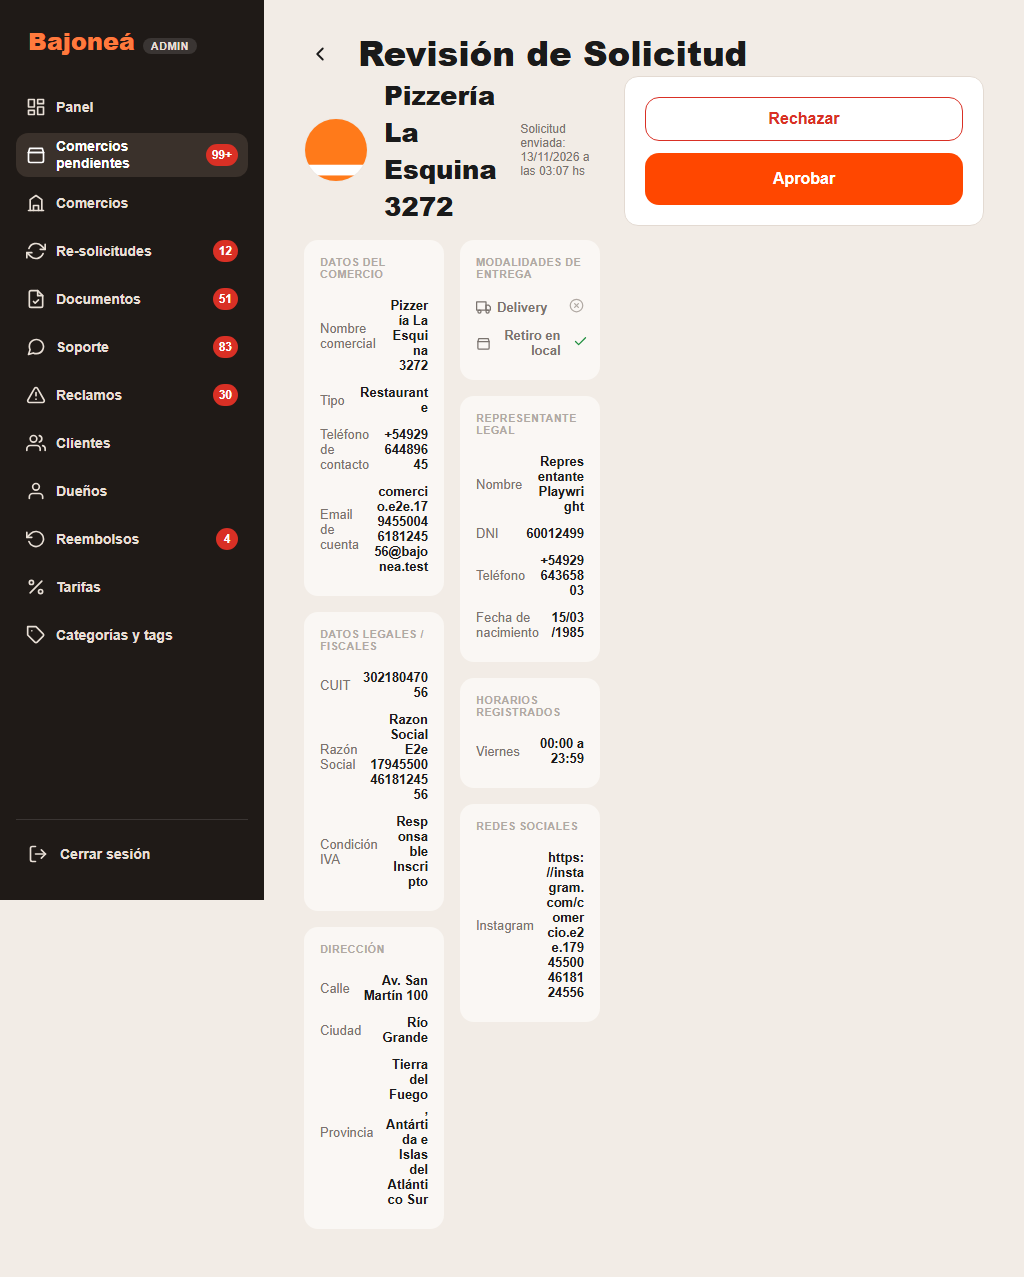 Bajoneá ADMIN
Panel
Comercios
pendientes
99+
Comercios
Re-solicitudes 12
Documentos 51
Soporte 83
Reclamos 30
Clientes
Dueños
Reembolsos 4
Tarifas
Categorias y tags
Cerrar sesión
Revisión de Solicitud
Pizzería
La
Esquina
3272
Solicitud
enviada:
13/11/2026 a
las 03:07 hs
Rechazar
Aprobar
DATOS DEL
COMERCIO
Nombre
comercial
Pizzer
ía La
Esqui
na
3272
Tipo
Restaurant
e
Teléfono
de
contacto
+54929
644896
45
Email
de
cuenta
comerci
o.e2e.17
9455004
6181245
56@bajo
nea.test
DATOS LEGALES /
FISCALES
CUIT
302180470
56
Razón
Social
Razon
Social
E2e
17945500
46181245
56
Condición
IVA
Resp
onsa
ble
Inscri
pto
DIRECCIÓN
Calle
Av. San
Martín 100
Ciudad
Río
Grande
Provincia
Tierra
del
Fuego
,
Antárti
da e
Islas
del
Atlánti
co Sur
MODALIDADES DE
ENTREGA
Delivery
Retiro en
local
REPRESENTANTE
LEGAL
Nombre
Repres
entante
Playwri
ght
DNI
60012499
Teléfono
+54929
643658
03
Fecha de
nacimiento
15/03
/1985
HORARIOS
REGISTRADOS
Viernes
00:00 a
23:59
REDES SOCIALES
Instagram
https:
//insta
gram.
com/c
omer
cio.e2
e.179
45500
46181
24556